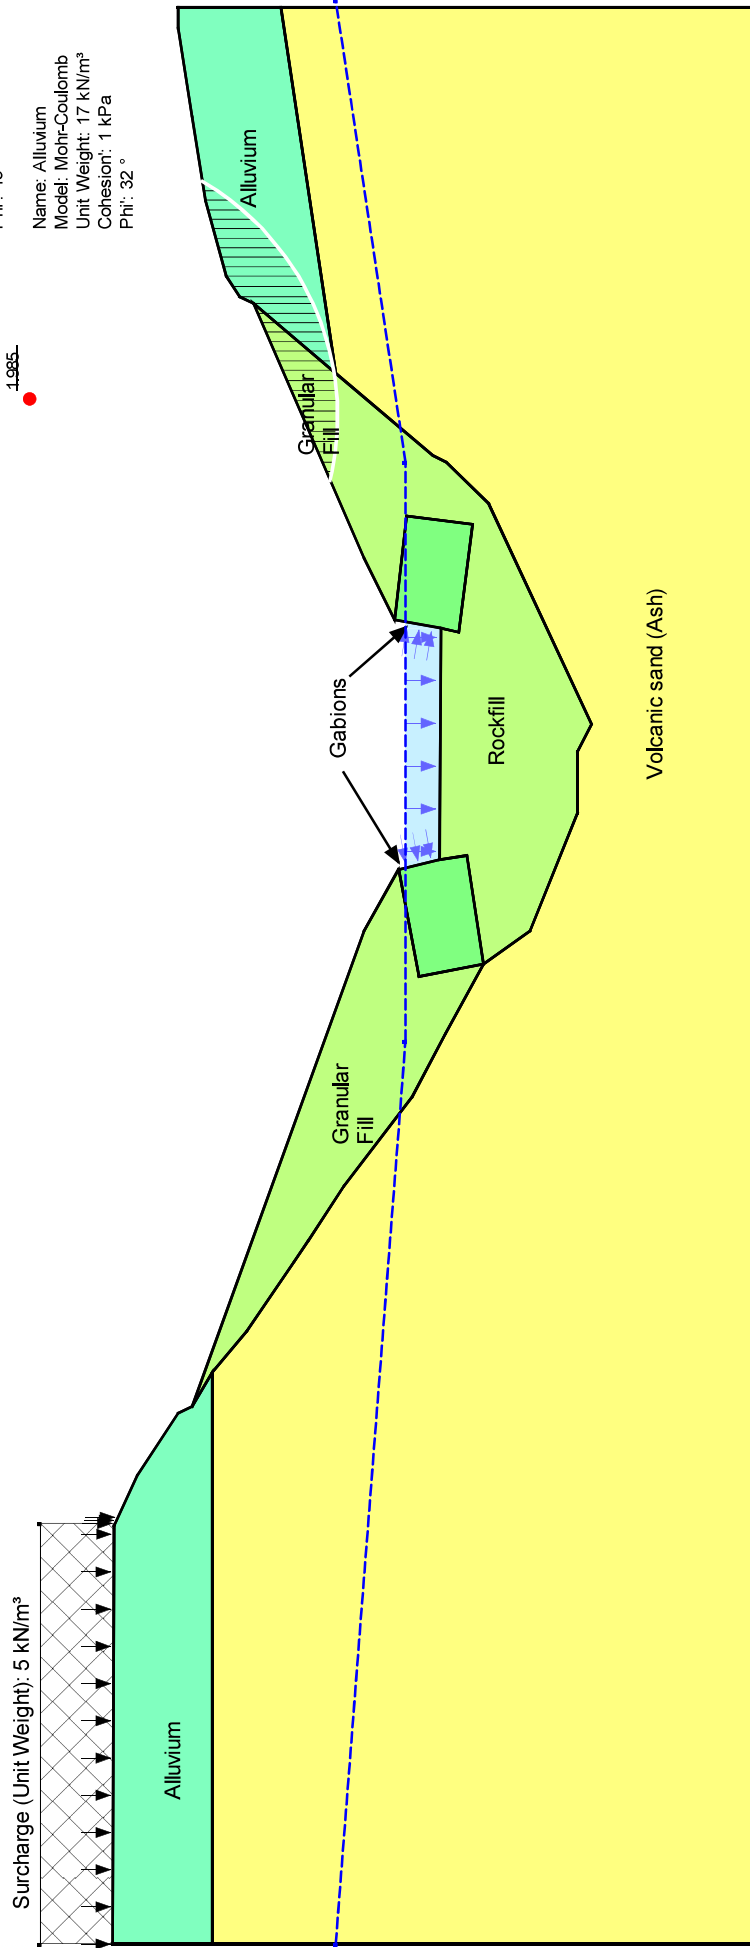 Name: Alluvium
Model: Mohr-Coulomb
Unit Weight: 17 kN/m³
Cohesion': 1 kPa
Phi': 32 °
1.985
Surcharge (Unit Weight): 5 kN/m³
Alluvium
Granular
Fill
Gabions
Granular
Fill
Alluvium
Rockfill
Volcanic sand (Ash)